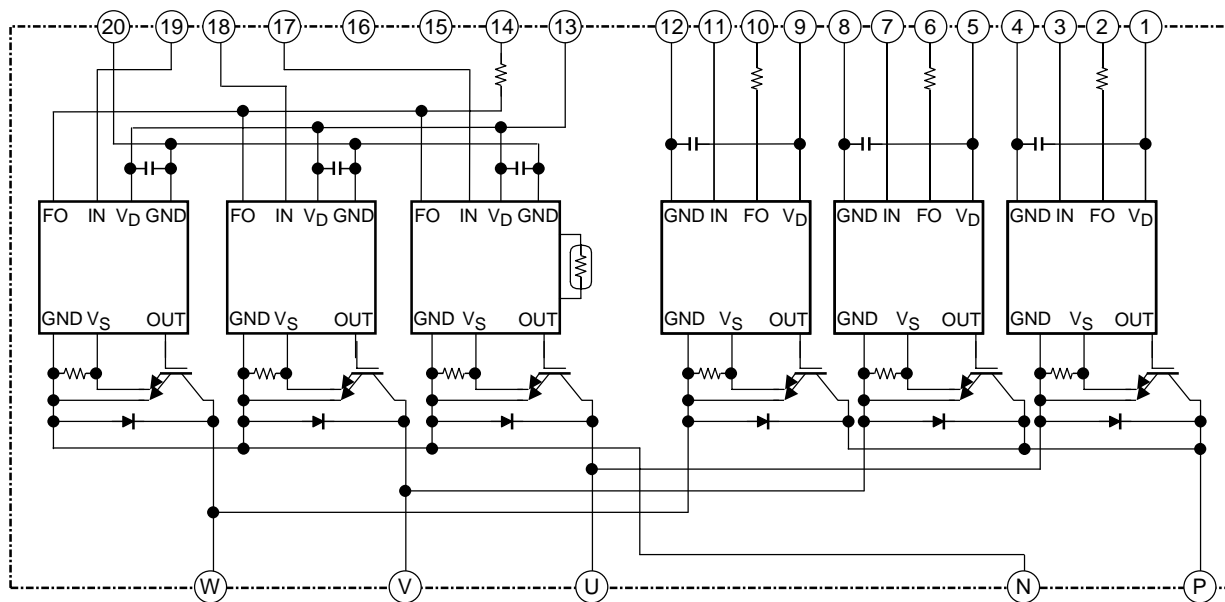 20 19 18 17 16 15 14 13 12 11 10 9 8 7 6 5 4 3 2 1
FO IN VD GND FO IN VD GND FO IN VD GND GND IN FO VD GND IN FO VD GND IN FO VD
GND VS OUT GND VS OUT GND VS OUT GND VS OUT GND VS OUT GND VS OUT
W V U N P